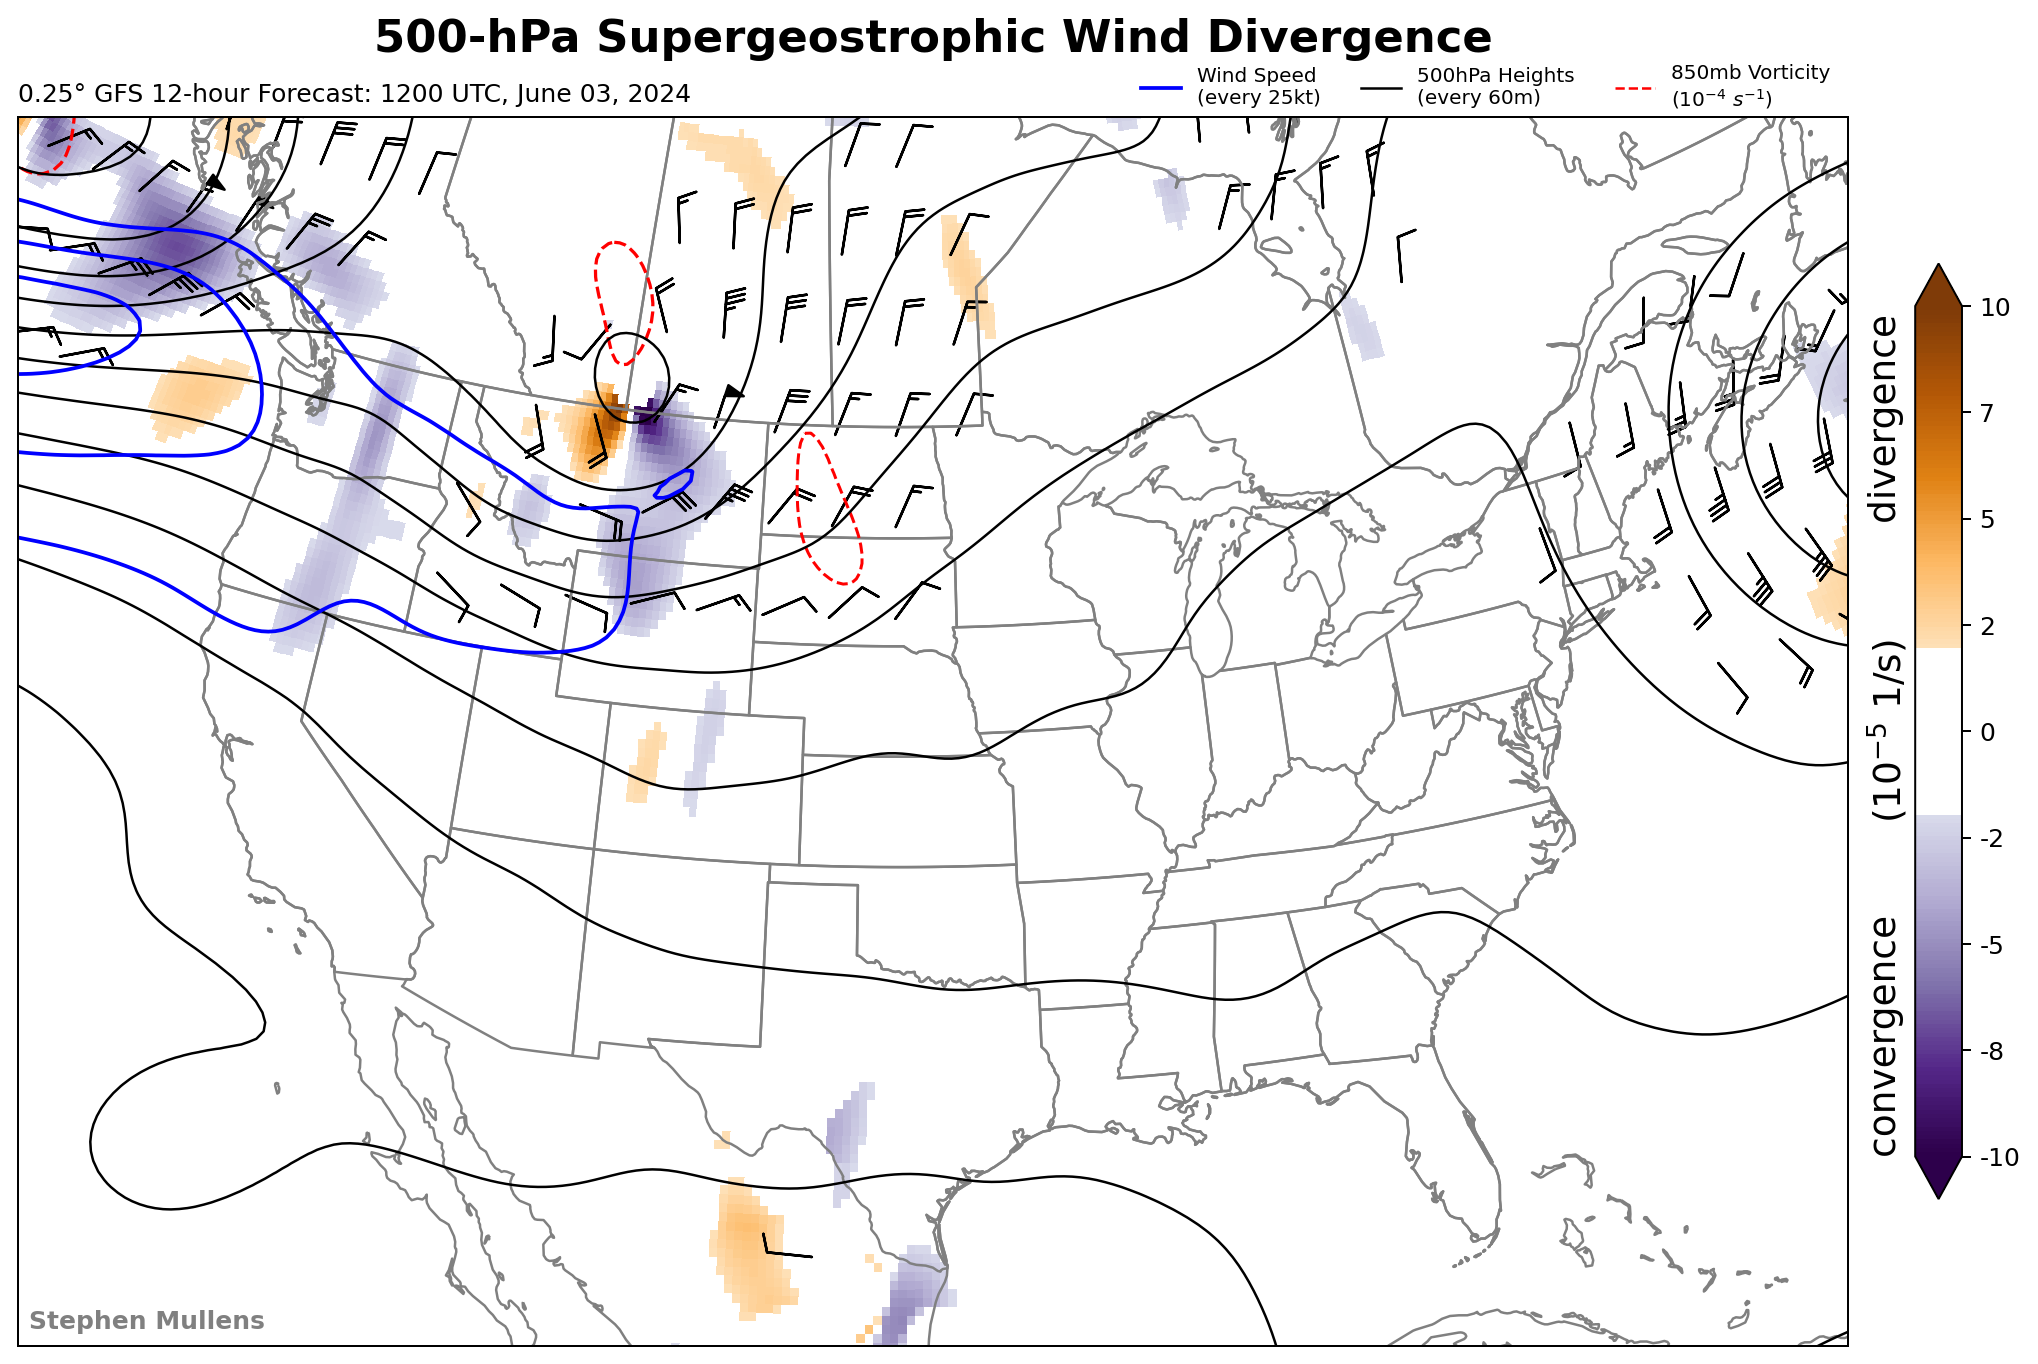 500-hPa Supergeostrophic Wind Divergence
0.25° GFS 12-hour Forecast: 1200 UTC, June 03, 2024
Wind Speed
(every 25kt)
500hPa Heights
(every 60m)
850mb Vorticity
(10⁻⁴ s⁻¹)
10
7
5
2
0
-2
-5
-8
-10
convergence (10⁻⁵ 1/s) divergence
Stephen Mullens